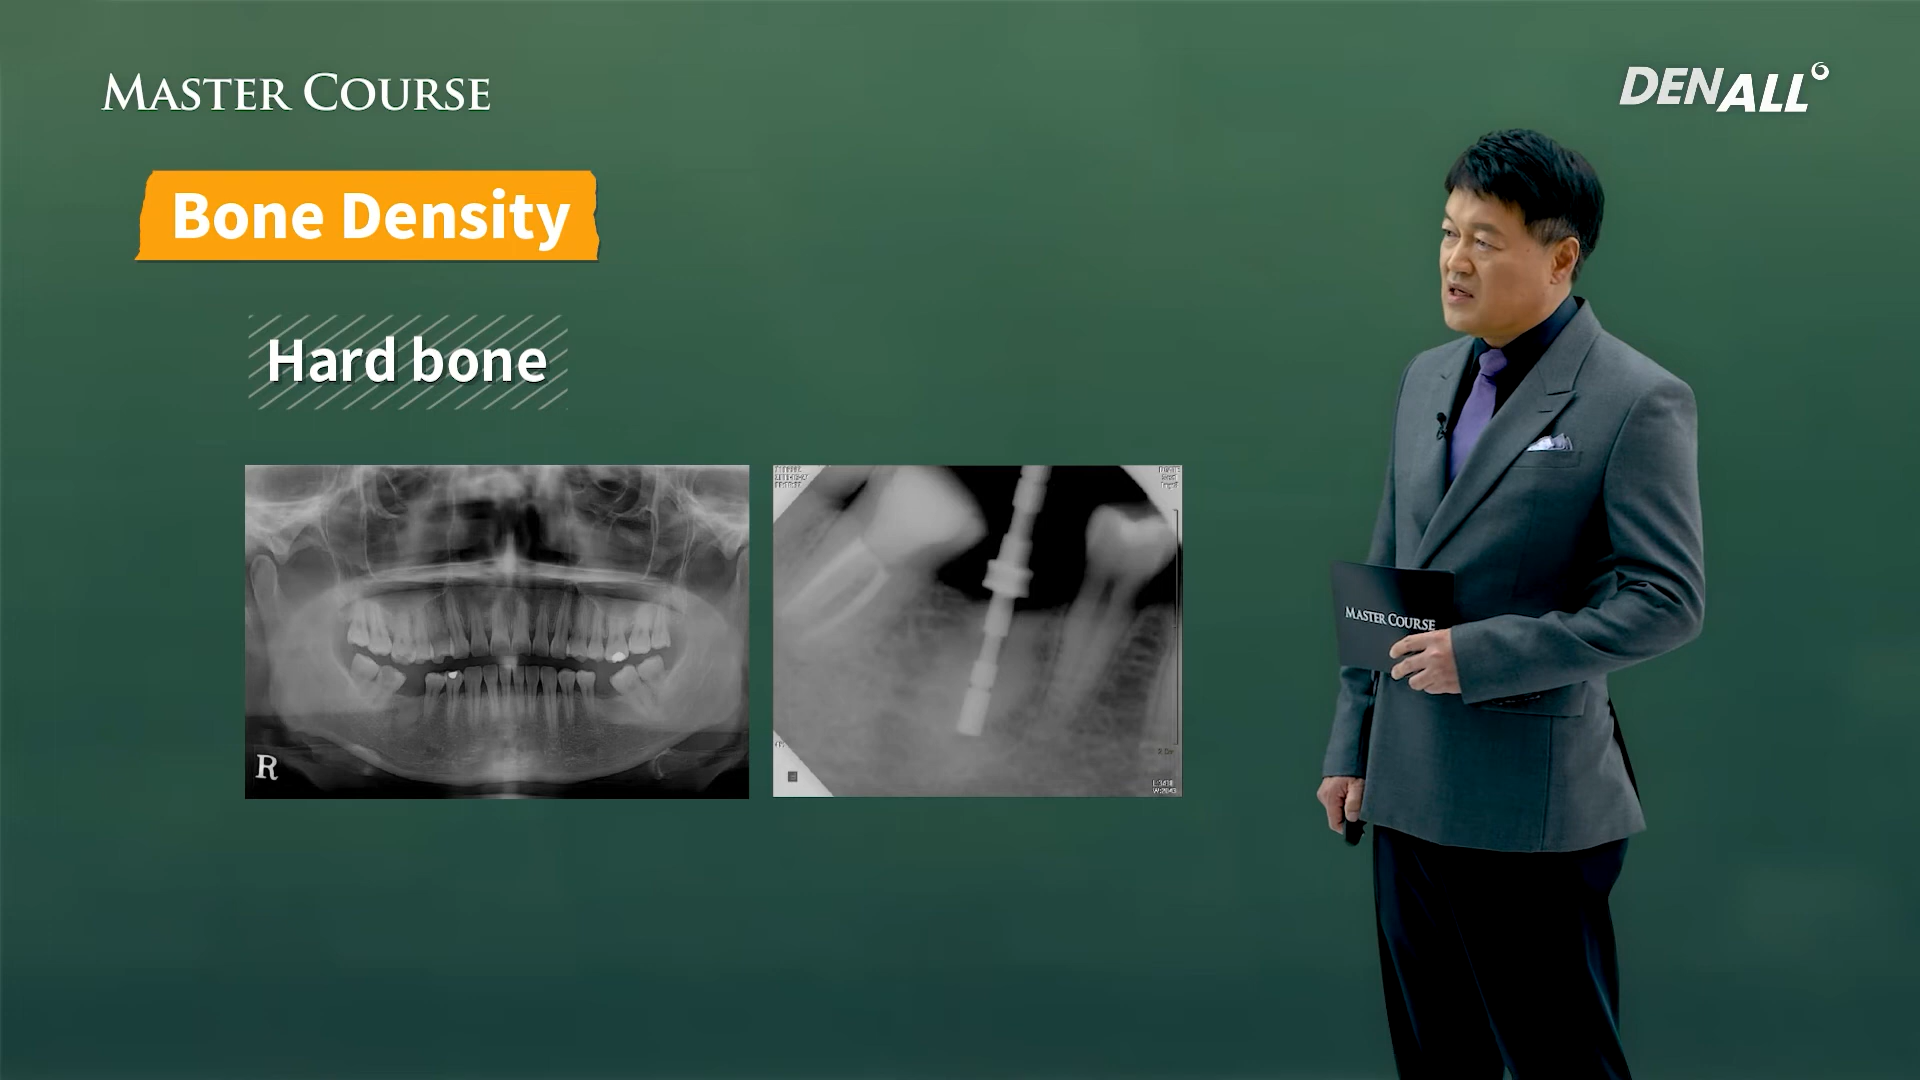 MASTER COURSE
DENALL
Bone Density
Hard bone
R
MASTER COURSE